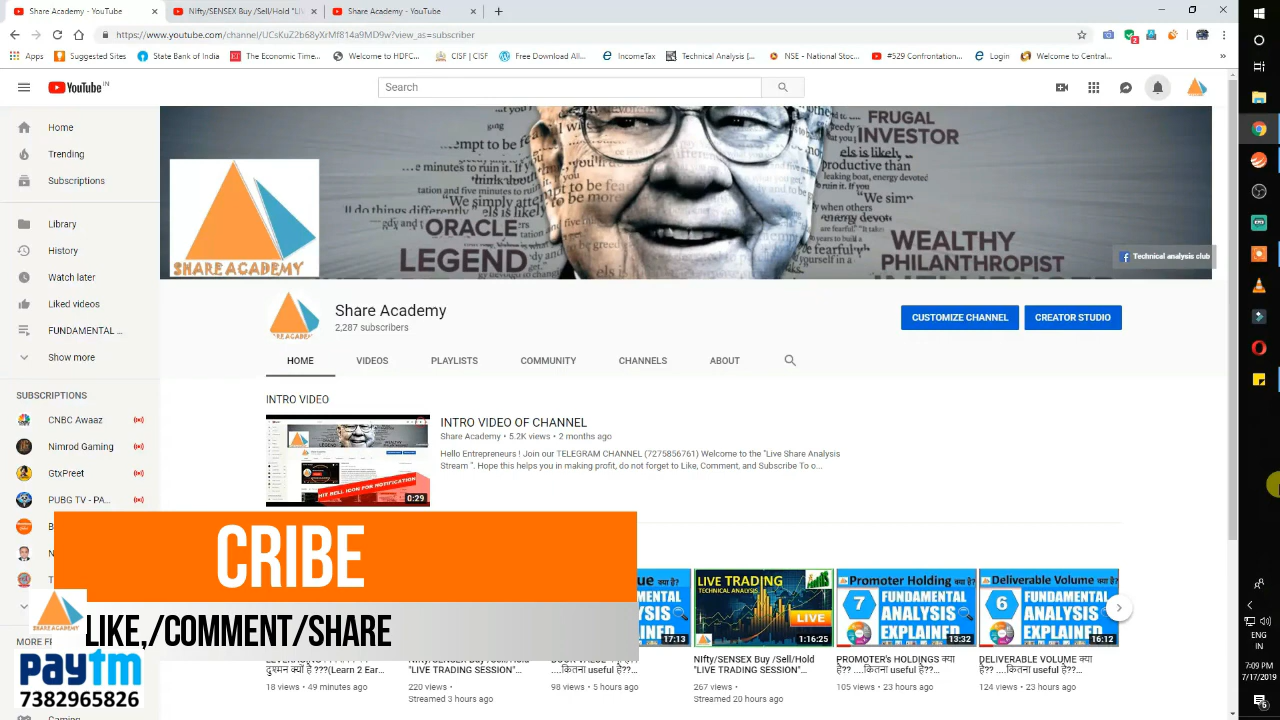 Share Academy - YouTube
Nifty/SENSEX Buy/Sell/Hold "Li
Share Academy - YouTube
https://www.youtube.com/channel/UCsKuZ2b68yXrMf814a9MD9w?view_as=subscriber
Apps
Suggested Sites
State Bank of India
The Economic Time...
Welcome to HDFC...
CISF | CISF
Free Download All...
IncomeTax
Technical Analysis [...
NSE - National Stoc...
#529 Confrontation...
Login
Welcome to Central...
YouTube IN
Search
Home
Trending
Subscriptions
Library
History
Watch later
Liked videos
FUNDAMENTAL ...
Show more
SUBSCRIPTIONS
CNBC Awaaz
Nimrod Gaming
GtxPreet
PUBG TV - PA...
FRUGAL
INVESTOR
ORACLE
LEGEND
WEALTHY
PHILANTHROPIST
SHARE ACADEMY
Technical analysis club
Share Academy
2,287 subscribers
CUSTOMIZE CHANNEL
CREATOR STUDIO
HOME
VIDEOS
PLAYLISTS
COMMUNITY
CHANNELS
ABOUT
INTRO VIDEO
HIT BELL ICON FOR NOTIFICATION
0:29
INTRO VIDEO OF CHANNEL
Share Academy • 5.2K views • 2 months ago
Hello Entrepreneurs ! Join our TELEGRAM CHANNEL (7275856761) Welcome to the "Live Share Analysis
Stream ". Hope this helps you in making profit, do not forget to Like, Comment, and Subscribe To o...
CRIBE
LIKE,/COMMENT/SHARE
SHARE ACADEMY
MORE FR
paytm
7382965826
17:13
LIVE TRADING
TECHNICAL ANALYSIS
LIVE
1:16:25
Promoter Holding क्या है?
7
FUNDAMENTAL
ANALYSIS
EXPLAINED
13:32
Deliverable Volume क्या है?
6
FUNDAMENTAL
ANALYSIS
EXPLAINED
16:12
दुश्मन क्यों है ???(Learn 2 Ear...
18 views • 49 minutes ago
"LIVE TRADING SESSION"...
220 views •
Streamed 3 hours ago
है?? ....कितना useful है??...
98 views • 5 hours ago
Nifty/SENSEX Buy /Sell/Hold
"LIVE TRADING SESSION"...
267 views •
Streamed 20 hours ago
PROMOTER's HOLDINGS क्या
है?? ....कितना useful है??...
105 views • 23 hours ago
DELIVERABLE VOLUME क्या
है?? ....कितना useful है??...
124 views • 23 hours ago
ENG
IN
7:09 PM
7/17/2019